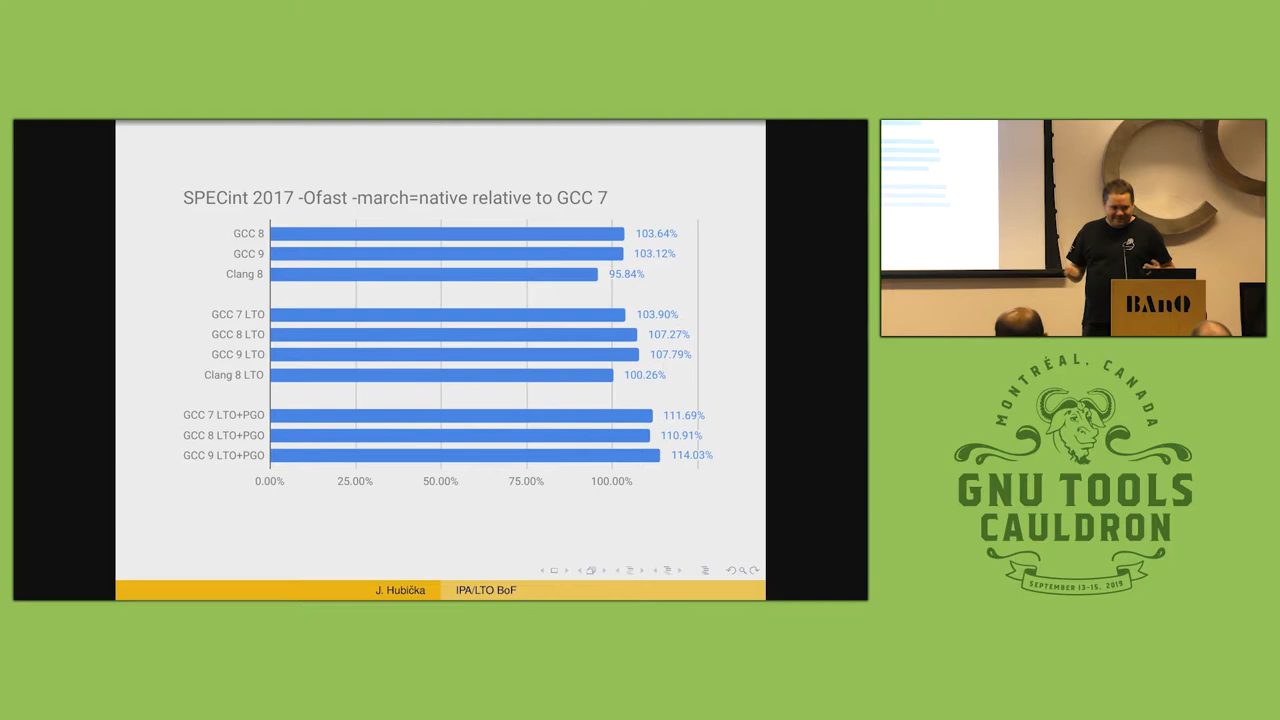 SPECint 2017 -Ofast -march=native relative to GCC 7
GCC 8 103.64%
GCC 9 103.12%
Clang 8 95.84%
GCC 7 LTO 103.90%
GCC 8 LTO 107.27%
GCC 9 LTO 107.79%
Clang 8 LTO 100.26%
GCC 7 LTO+PGO 111.69%
GCC 8 LTO+PGO 110.91%
GCC 9 LTO+PGO 114.03%
0.00% 25.00% 50.00% 75.00% 100.00%
J. Hubička IPA/LTO BoF
BAnQ
MONTRÉAL, CANADA
GNU TOOLS
CAULDRON
SEPTEMBER 13-15, 2019